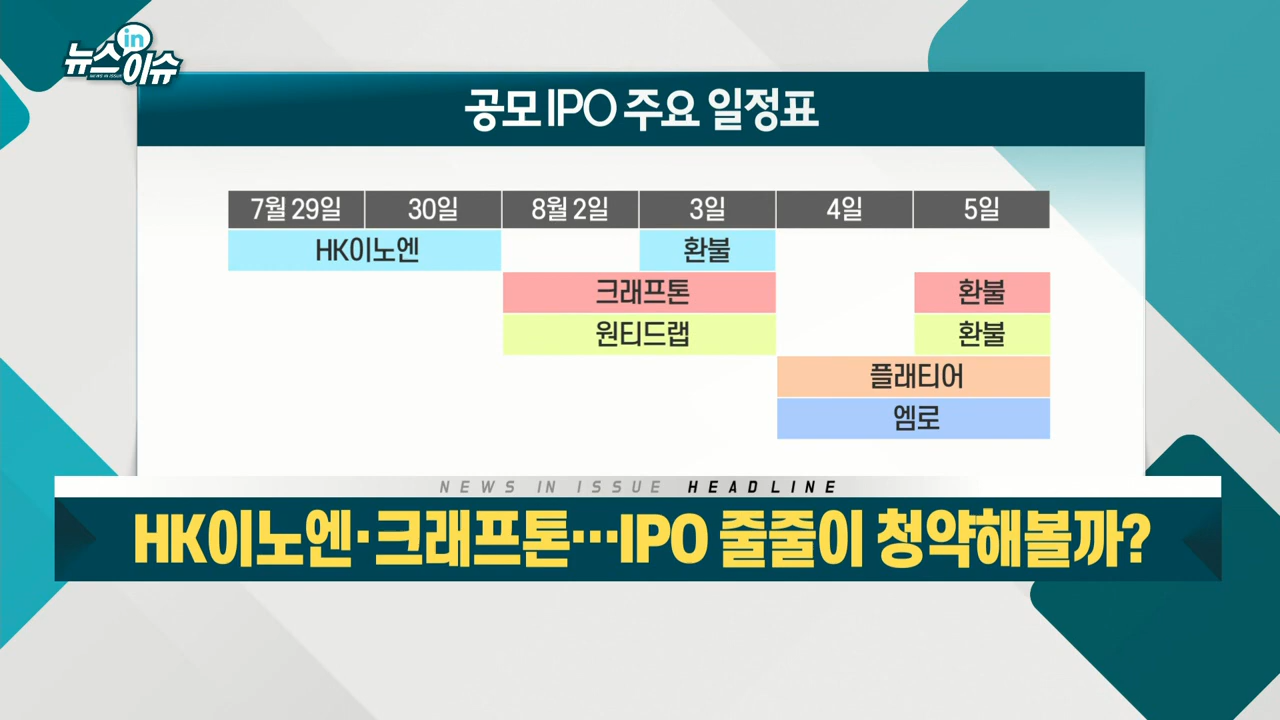 뉴스in이슈
NEWS IN ISSUE
공모 IPO 주요 일정표
7월 29일 30일 8월 2일 3일 4일 5일
HK이노엔 환불
크래프톤 환불
원티드랩 환불
플래티어
엠로
NEWS IN ISSUE HEADLINE
HK이노엔·크래프톤…IPO 줄줄이 청약해볼까?